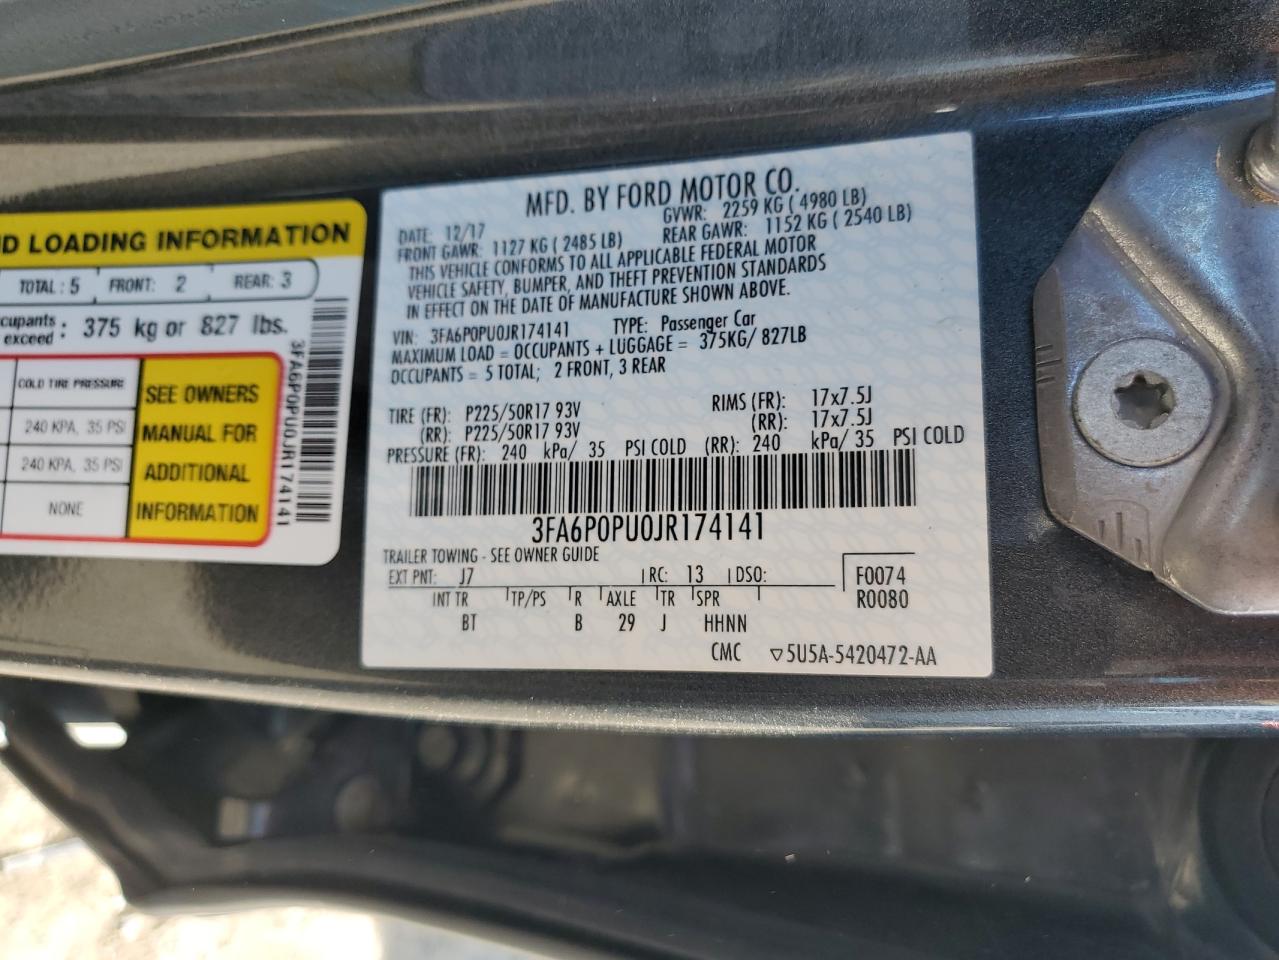 ND LOADING INFORMATION
TOTAL: 5 FRONT: 2 REAR: 3
cupants exceed: 375 kg or 827 lbs.
COLD TIRE PRESSURE
240 KPA, 35 PSI
240 KPA, 35 PSI
NONE
SEE OWNERS
MANUAL FOR
ADDITIONAL
INFORMATION
3FA6P0PU0JR174141
MFD. BY FORD MOTOR CO.
DATE: 12/17 GVWR: 2259 KG (4980 LB)
FRONT GAWR: 1127 KG (2485 LB) REAR GAWR: 1152 KG (2540 LB)
THIS VEHICLE CONFORMS TO ALL APPLICABLE FEDERAL MOTOR
VEHICLE SAFETY, BUMPER, AND THEFT PREVENTION STANDARDS
IN EFFECT ON THE DATE OF MANUFACTURE SHOWN ABOVE.
VIN: 3FA6P0PU0JR174141 TYPE: Passenger Car
MAXIMUM LOAD = OCCUPANTS + LUGGAGE = 375KG/ 827LB
OCCUPANTS = 5 TOTAL; 2 FRONT, 3 REAR
TIRE (FR): P225/50R17 93V RIMS (FR): 17x7.5J
(RR): P225/50R17 93V (RR): 17x7.5J
PRESSURE (FR): 240 kPa/ 35 PSI COLD (RR): 240 kPa/ 35 PSI COLD
3FA6P0PU0JR174141
TRAILER TOWING - SEE OWNER GUIDE
EXT PNT: J7 RC: 13 DSO: F0074
INT TR TP/PS R AXLE TR SPR R0080
BT B 29 J HHNN
CMC ▽5U5A-5420472-AA